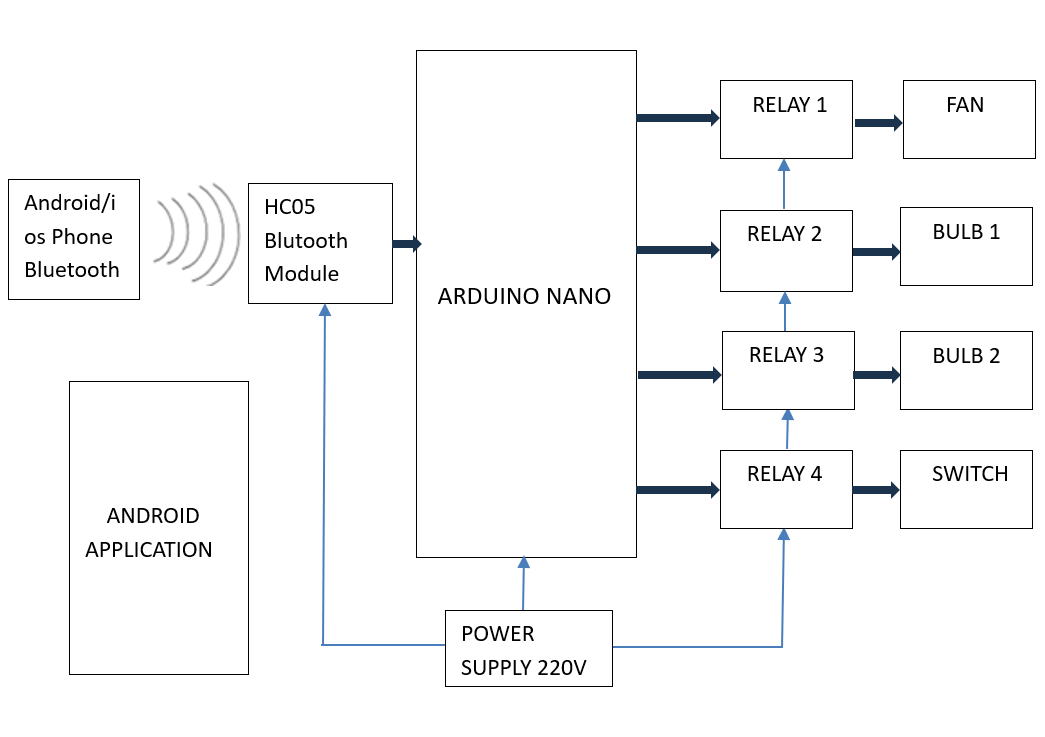 Android/i
os Phone
Bluetooth
HC05
Blutooth
Module
ARDUINO NANO
RELAY 1
FAN
RELAY 2
BULB 1
RELAY 3
BULB 2
RELAY 4
SWITCH
ANDROID
APPLICATION
POWER
SUPPLY 220V